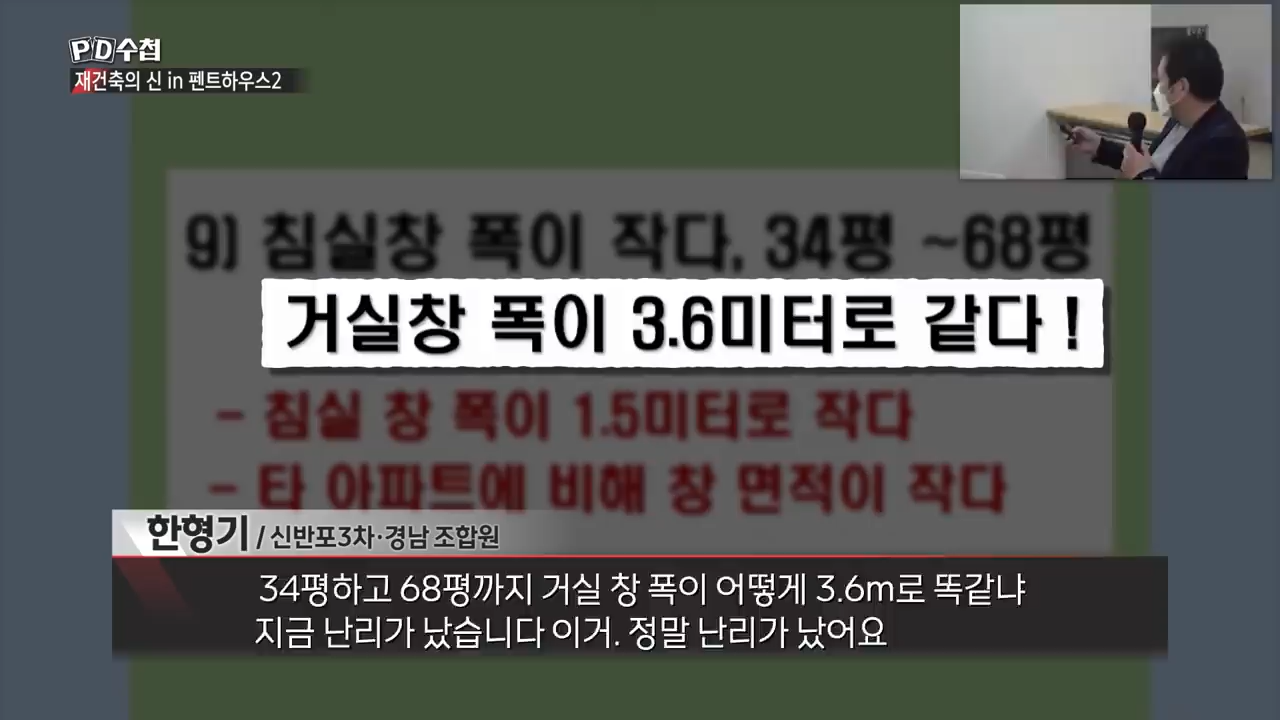 PD수첩
재건축의 신 in 펜트하우스2
9) 침실창 폭이 작다, 34평 ~68평
거실창 폭이 3.6미터로 같다 !
- 침실 창 폭이 1.5미터로 작다
- 타 아파트에 비해 창 면적이 작다
한형기 / 신반포3차·경남 조합원
34평하고 68평까지 거실 창 폭이 어떻게 3.6m로 똑같냐
지금 난리가 났습니다 이거. 정말 난리가 났어요